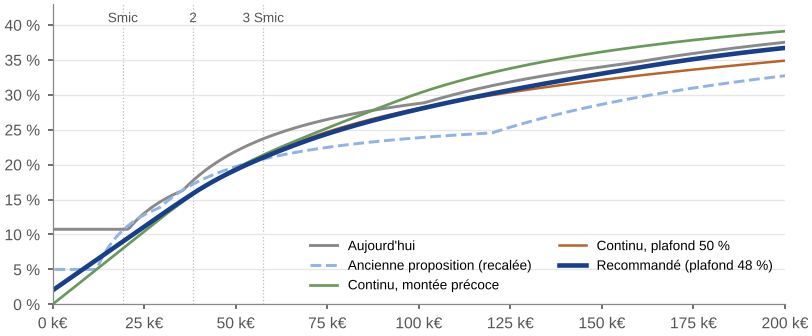 Smic 2 3 Smic
40 %
35 %
30 %
25 %
20 %
15 %
10 %
5 %
0 %
Aujourd'hui
Ancienne proposition (recalée)
Continu, montée précoce
Continu, plafond 50 %
Recommandé (plafond 48 %)
0 k€ 25 k€ 50 k€ 75 k€ 100 k€ 125 k€ 150 k€ 175 k€ 200 k€